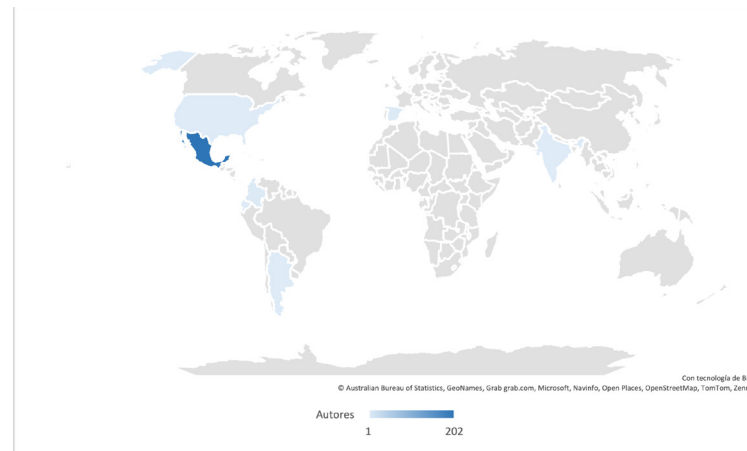 Con tecnología de
© Australian Bureau of Statistics, GeoNames, Grab grab.com, Microsoft, Navinfo, Open Places, OpenStreetMap, TomTom,
Autores
1
202